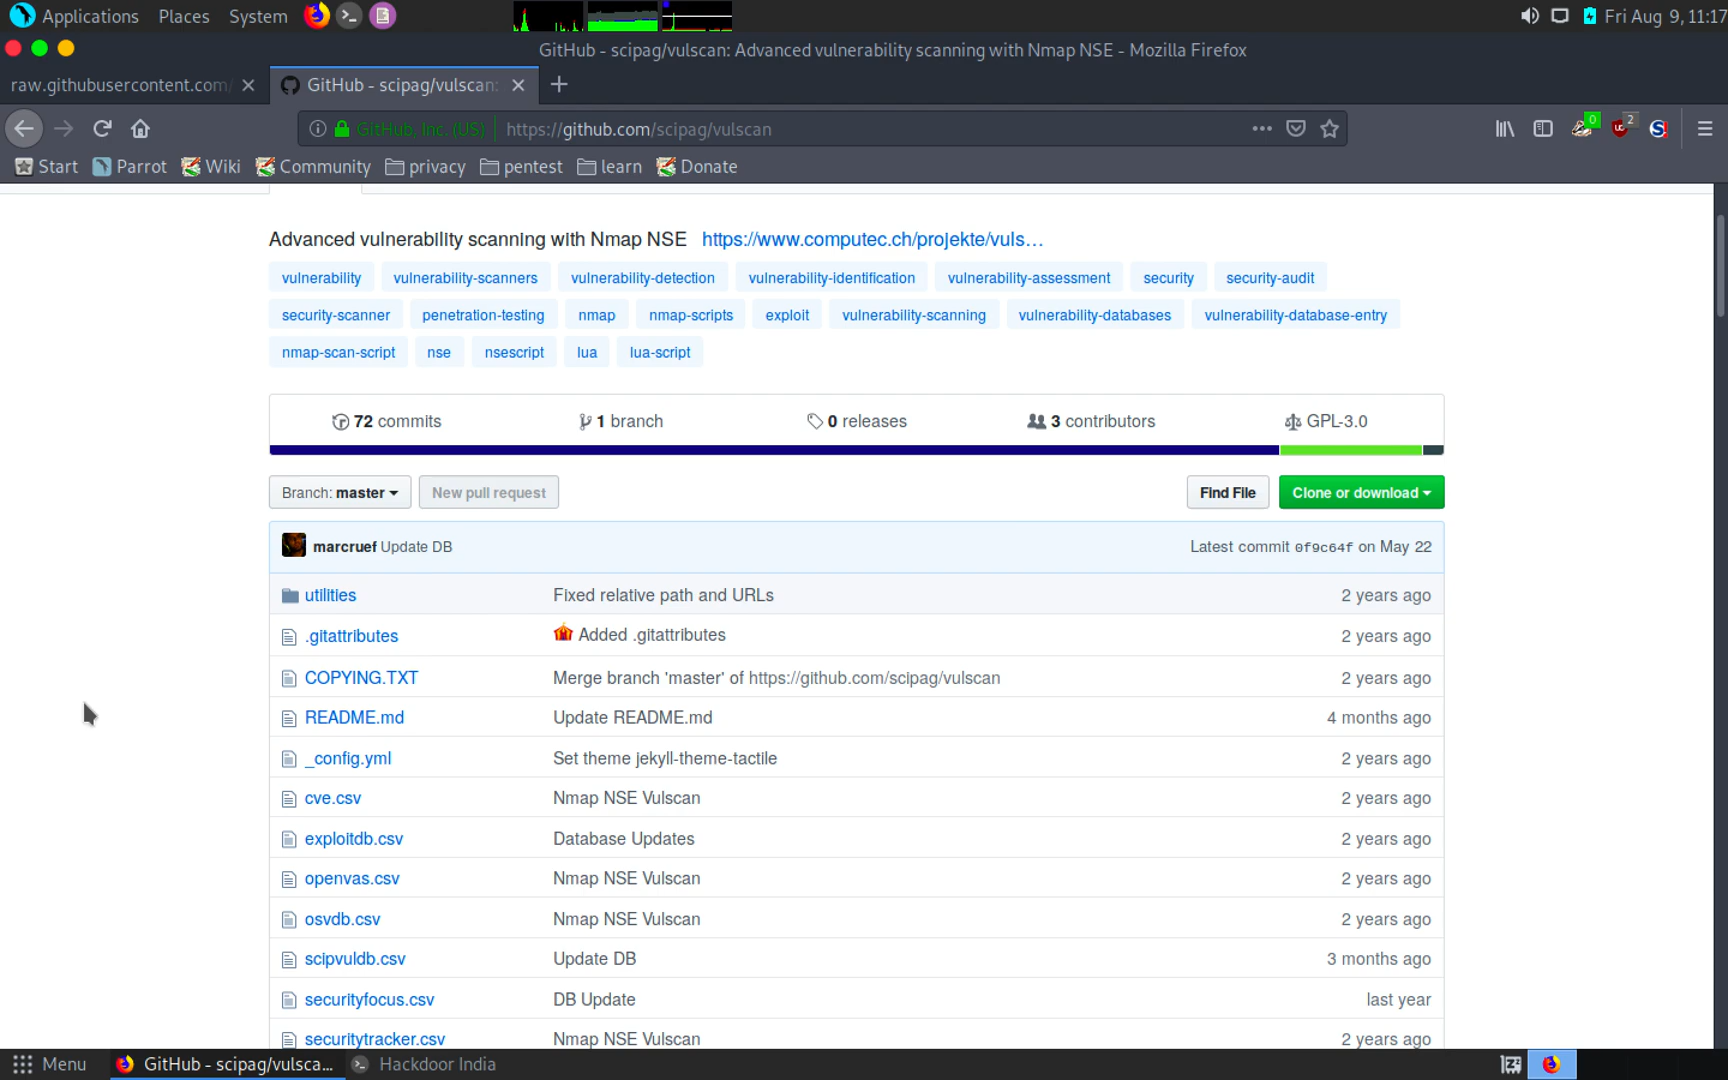 Applications Places System Fri Aug 9, 11:17
GitHub - scipag/vulscan: Advanced vulnerability scanning with Nmap NSE - Mozilla Firefox
raw.githubusercontent.com/ GitHub - scipag/vulscan:
GitHub, Inc. (US) https://github.com/scipag/vulscan 0 2
Start Parrot Wiki Community privacy pentest learn Donate
Advanced vulnerability scanning with Nmap NSE https://www.computec.ch/projekte/vuls…
vulnerability vulnerability-scanners vulnerability-detection vulnerability-identification vulnerability-assessment security security-audit
security-scanner penetration-testing nmap nmap-scripts exploit vulnerability-scanning vulnerability-databases vulnerability-database-entry
nmap-scan-script nse nsescript lua lua-script
72 commits 1 branch 0 releases 3 contributors GPL-3.0
Branch: master New pull request Find File Clone or download
marcruef Update DB Latest commit 0f9c64f on May 22
utilities Fixed relative path and URLs 2 years ago
.gitattributes Added .gitattributes 2 years ago
COPYING.TXT Merge branch 'master' of https://github.com/scipag/vulscan 2 years ago
README.md Update README.md 4 months ago
_config.yml Set theme jekyll-theme-tactile 2 years ago
cve.csv Nmap NSE Vulscan 2 years ago
exploitdb.csv Database Updates 2 years ago
openvas.csv Nmap NSE Vulscan 2 years ago
osvdb.csv Nmap NSE Vulscan 2 years ago
scipvuldb.csv Update DB 3 months ago
securityfocus.csv DB Update last year
securitytracker.csv Nmap NSE Vulscan 2 years ago
Menu GitHub - scipag/vulsca... Hackdoor India